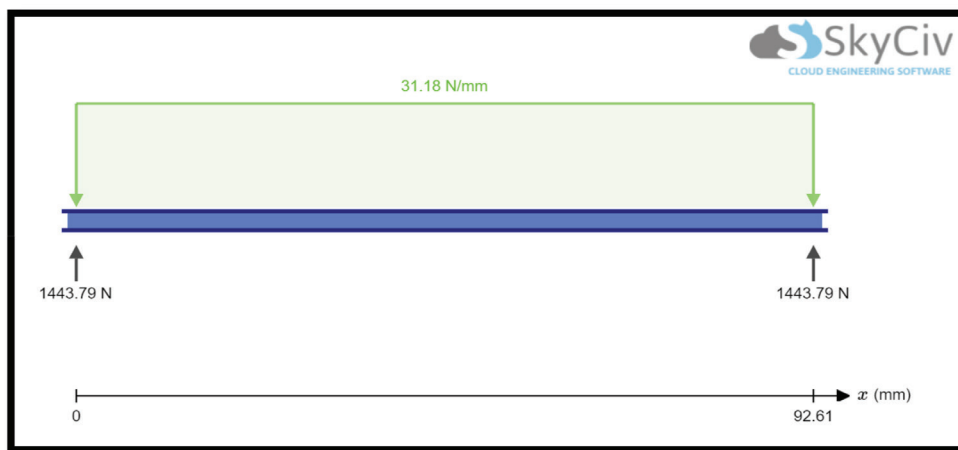 SkyCiv
CLOUD ENGINEERING SOFTWARE
31.18 N/mm
1443.79 N
1443.79 N
x (mm)
0
92.61